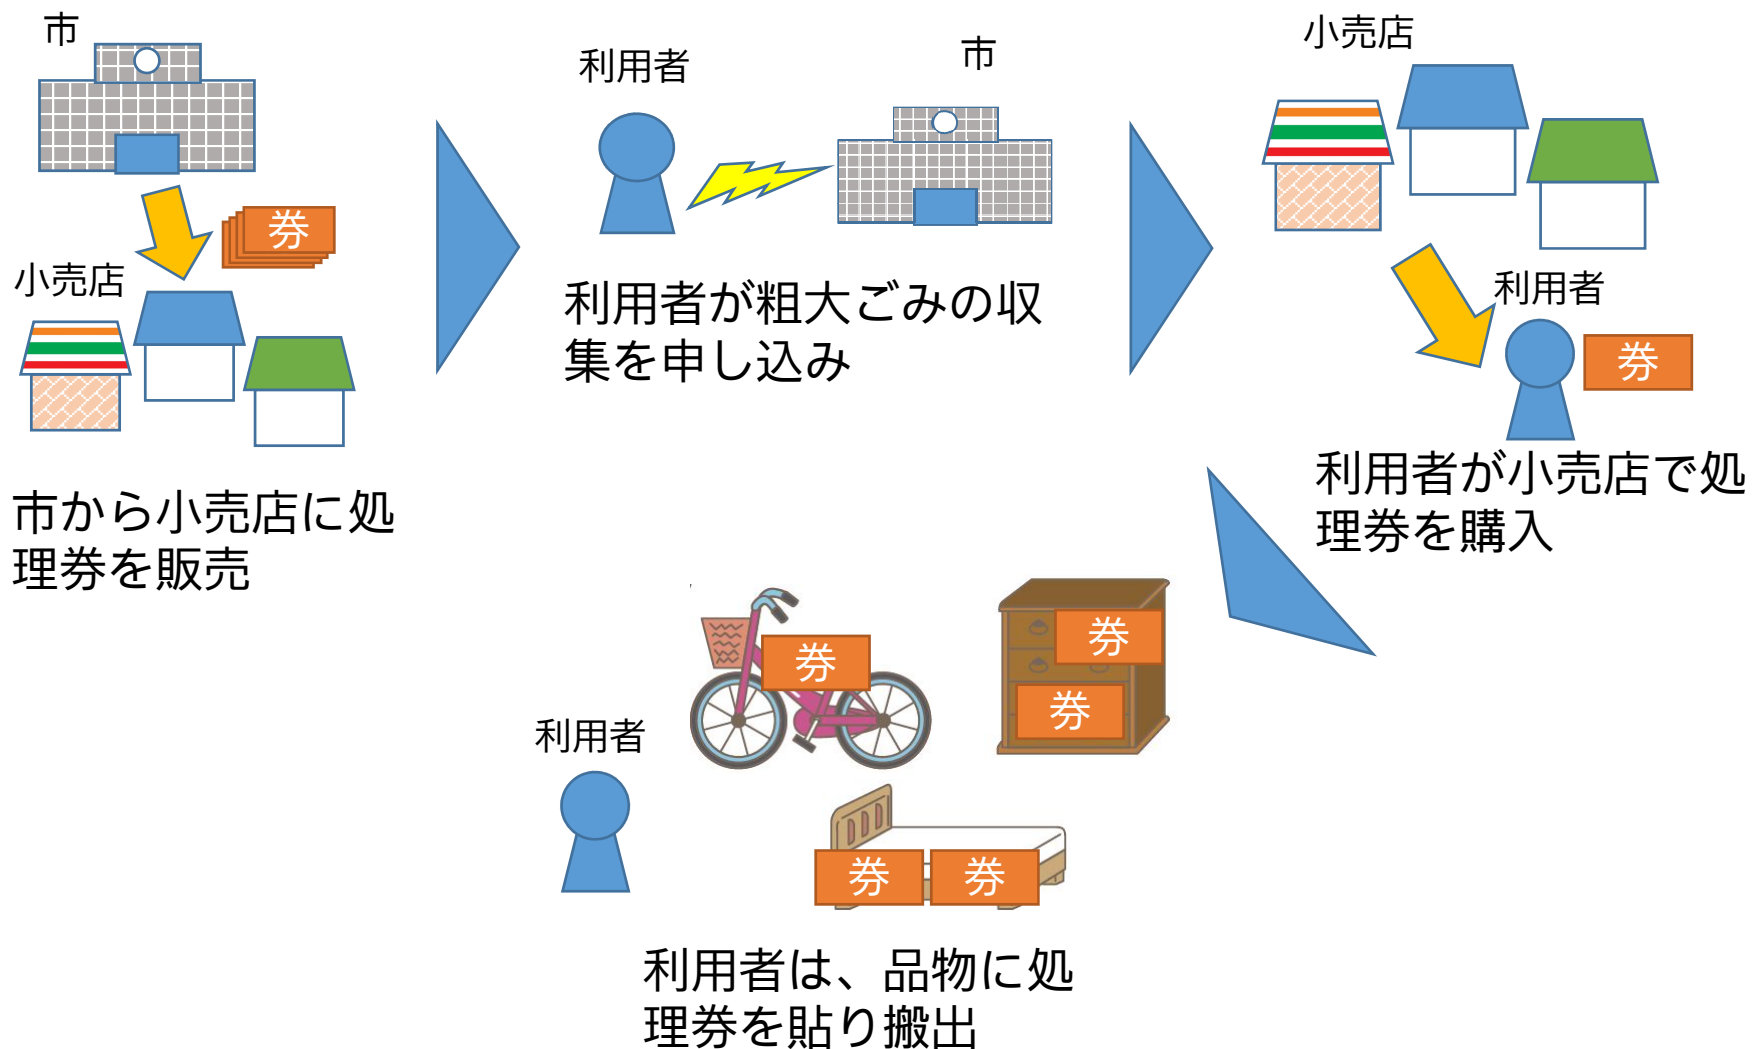 市
券
小売店
市から小売店に処
理券を販売
利用者
市
利用者が粗大ごみの収
集を申し込み
小売店
利用者
券
利用者が小売店で処
理券を購入
利用者
券
券
券
券
券
利用者は、品物に処
理券を貼り搬出